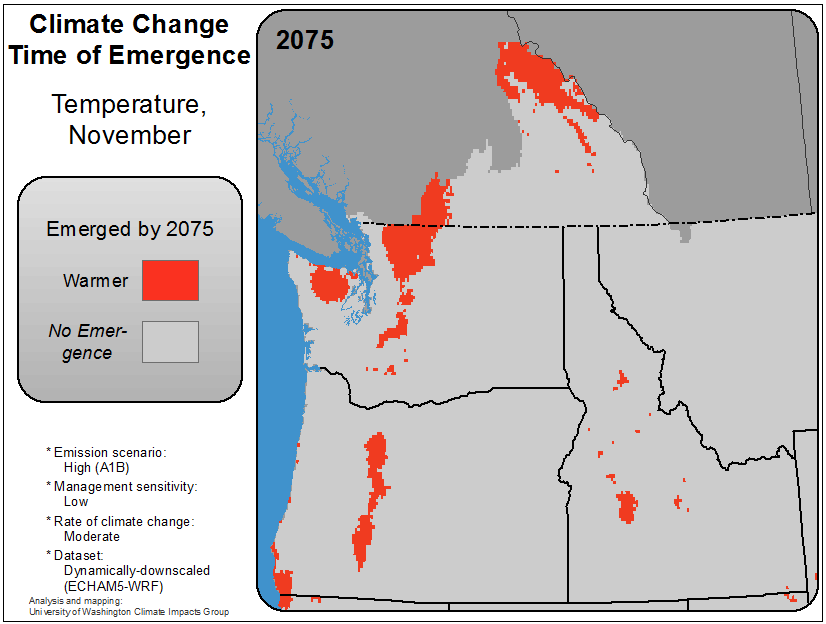 Climate Change
Time of Emergence
Temperature,
November
Emerged by 2075
Warmer
No Emer-
gence
* Emission scenario:
High (A1B)
* Management sensitivity:
Low
* Rate of climate change:
Moderate
* Dataset:
Dynamically-downscaled
(ECHAM5-WRF)
Analysis and mapping:
University of Washington Climate Impacts Group
2075